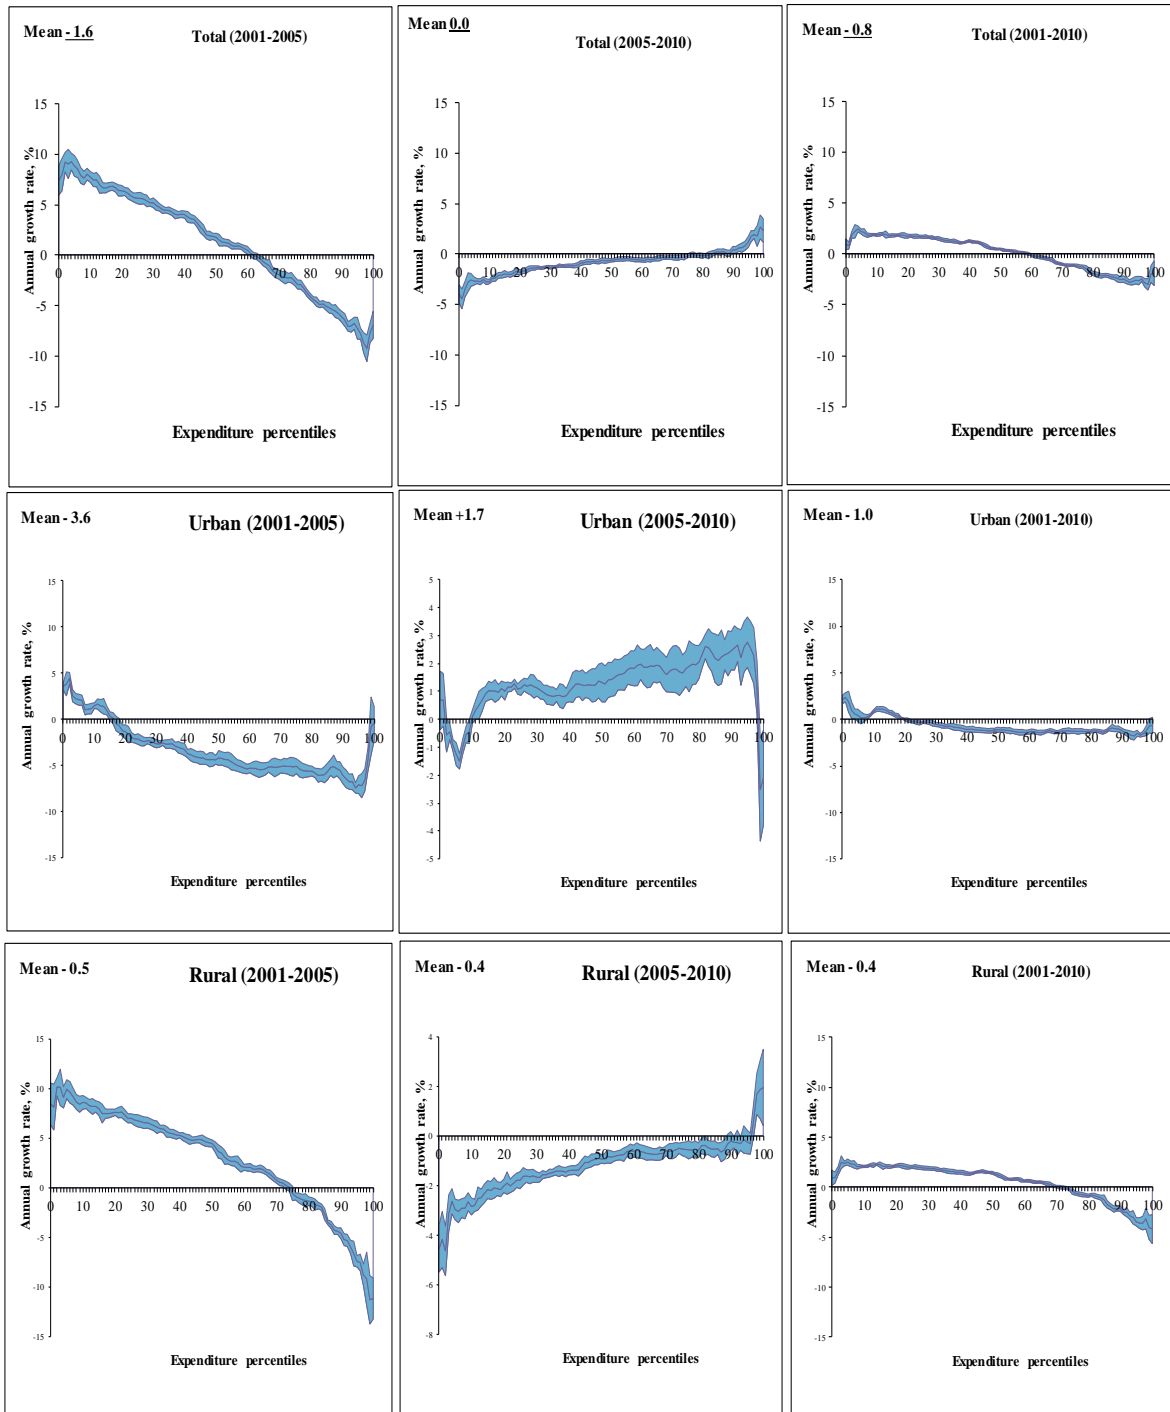 Mean - 1.6
Total (2001-2005)
Annual growth rate, %
15
10
5
0
-5
-10
-15
0 10 20 30 40 50 60 70 80 90 100
Expenditure percentiles
Mean 0.0
Total (2005-2010)
Annual growth rate, %
15
10
5
0
-5
-10
-15
0 10 20 30 40 50 60 70 80 90 100
Expenditure percentiles
Mean - 0.8
Total (2001-2010)
Annual growth rate, %
15
10
5
0
-5
-10
-15
0 10 20 30 40 50 60 70 80 90 100
Expenditure percentiles
Mean - 3.6
Urban (2001-2005)
Annual growth rate, %
15
10
5
0
-5
-10
-15
0 10 20 30 40 50 60 70 80 90 100
Expenditure percentiles
Mean +1.7
Urban (2005-2010)
Annual growth rate, %
5
4
3
2
1
0
-1
-2
-3
-4
-5
0 10 20 30 40 50 60 70 80 90 100
Expenditure percentiles
Mean - 1.0
Urban (2001-2010)
Annual growth rate, %
15
10
5
0
-5
-10
-15
0 10 20 30 40 50 60 70 80 90 100
Expenditure percentiles
Mean - 0.5
Rural (2001-2005)
Annual growth rate, %
15
10
5
0
-5
-10
-15
0 10 20 30 40 50 60 70 80 90 100
Expenditure percentiles
Mean - 0.4
Rural (2005-2010)
Annual growth rate, %
4
2
0
-2
-4
-6
-8
0 10 20 30 40 50 60 70 80 90 100
Expenditure percentiles
Mean - 0.4
Rural (2001-2010)
Annual growth rate, %
15
10
5
0
-5
-10
-15
0 10 20 30 40 50 60 70 80 90 100
Expenditure percentiles